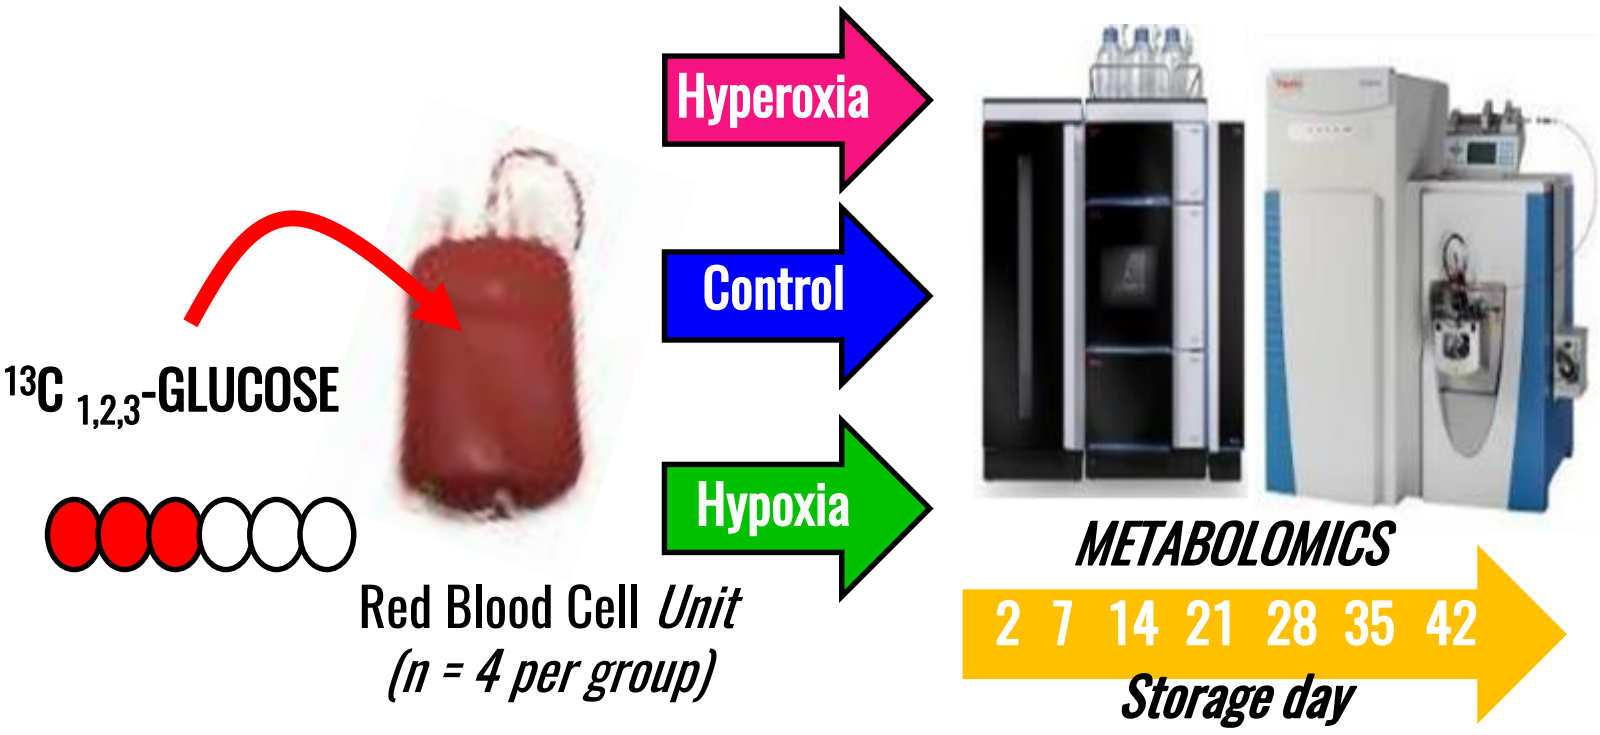 Hyperoxia
Control
Hypoxia
¹³C ₁,₂,₃-GLUCOSE
Red Blood Cell Unit
(n = 4 per group)
METABOLOMICS
2 7 14 21 28 35 42
Storage day